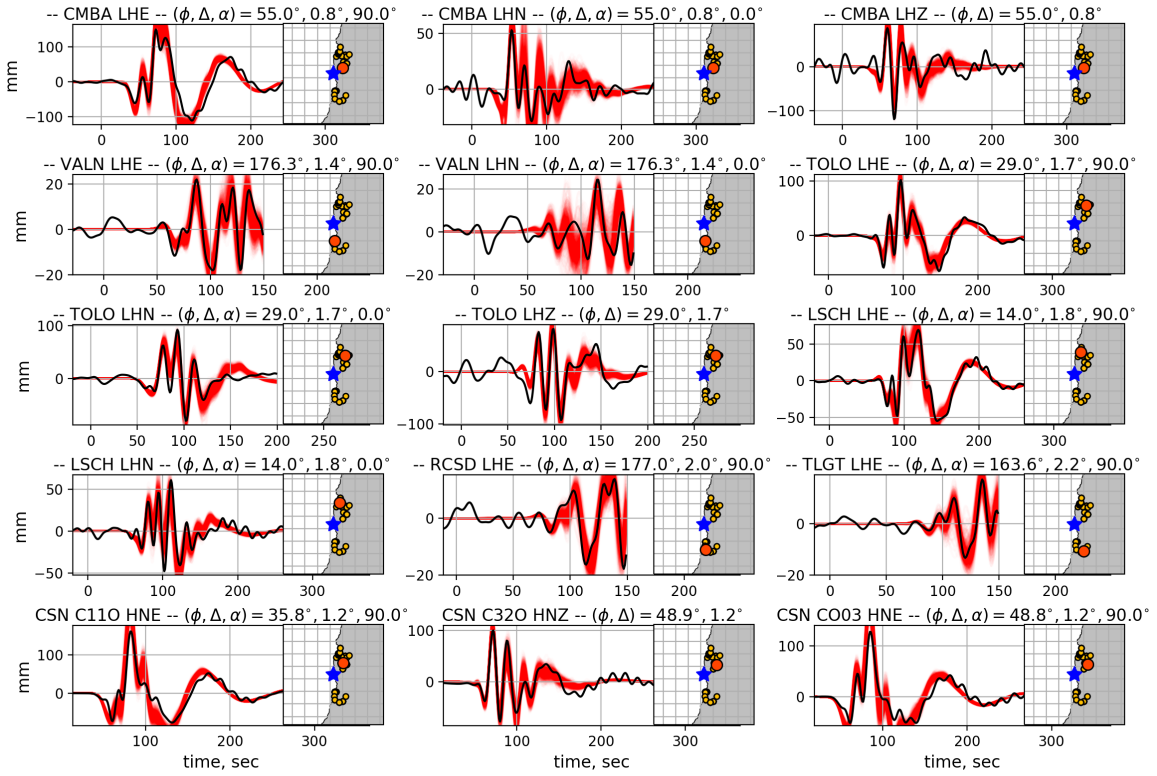 -- CMBA LHE -- (ϕ, Δ, α) = 55.0°, 0.8°, 90.0°
-- CMBA LHN -- (ϕ, Δ, α) = 55.0°, 0.8°, 0.0°
-- CMBA LHZ -- (ϕ, Δ) = 55.0°, 0.8°
mm
100
0
−100
0 100 200 300
50
0
0 100 200 300
100
0
−100
0 100 200 300
-- VALN LHE -- (ϕ, Δ, α) = 176.3°, 1.4°, 90.0°
-- VALN LHN -- (ϕ, Δ, α) = 176.3°, 1.4°, 0.0°
-- TOLO LHE -- (ϕ, Δ, α) = 29.0°, 1.7°, 90.0°
mm
20
0
−20
0 50 100 150 200
20
0
−20
0 50 100 150 200
100
0
0 100 200 300
-- TOLO LHN -- (ϕ, Δ, α) = 29.0°, 1.7°, 0.0°
-- TOLO LHZ -- (ϕ, Δ) = 29.0°, 1.7°
-- LSCH LHE -- (ϕ, Δ, α) = 14.0°, 1.8°, 90.0°
mm
100
0
0 50 100 150 200 250
0
−100
0 50 100 150 200 250
50
0
−50
0 100 200 300
-- LSCH LHN -- (ϕ, Δ, α) = 14.0°, 1.8°, 0.0°
-- RCSD LHE -- (ϕ, Δ, α) = 177.0°, 2.0°, 90.0°
-- TLGT LHE -- (ϕ, Δ, α) = 163.6°, 2.2°, 90.0°
mm
50
0
−50
0 100 200 300
0
−20
0 50 100 150 200
0
−20
0 50 100 150 200
CSN C11O HNE -- (ϕ, Δ, α) = 35.8°, 1.2°, 90.0°
CSN C32O HNZ -- (ϕ, Δ) = 48.9°, 1.2°
CSN CO03 HNE -- (ϕ, Δ, α) = 48.8°, 1.2°, 90.0°
mm
100
0
100 200 300
100
0
100 200 300
100
0
100 200 300
time, sec
time, sec
time, sec